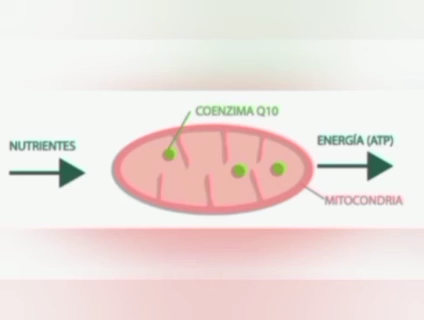 COENZIMA Q10
NUTRIENTES
ENERGÍA (ATP)
MITOCONDRIA